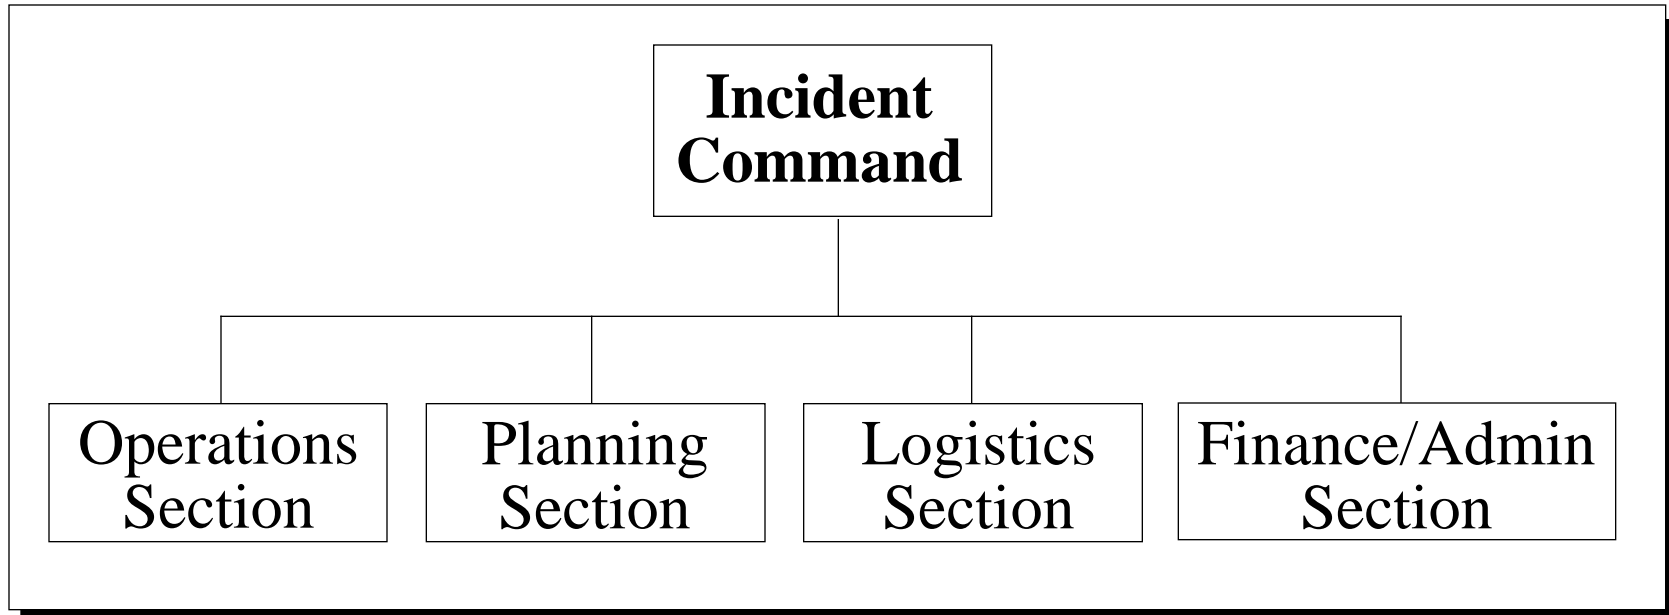 Incident
Command
Operations
Section
Planning
Section
Logistics
Section
Finance/Admin
Section